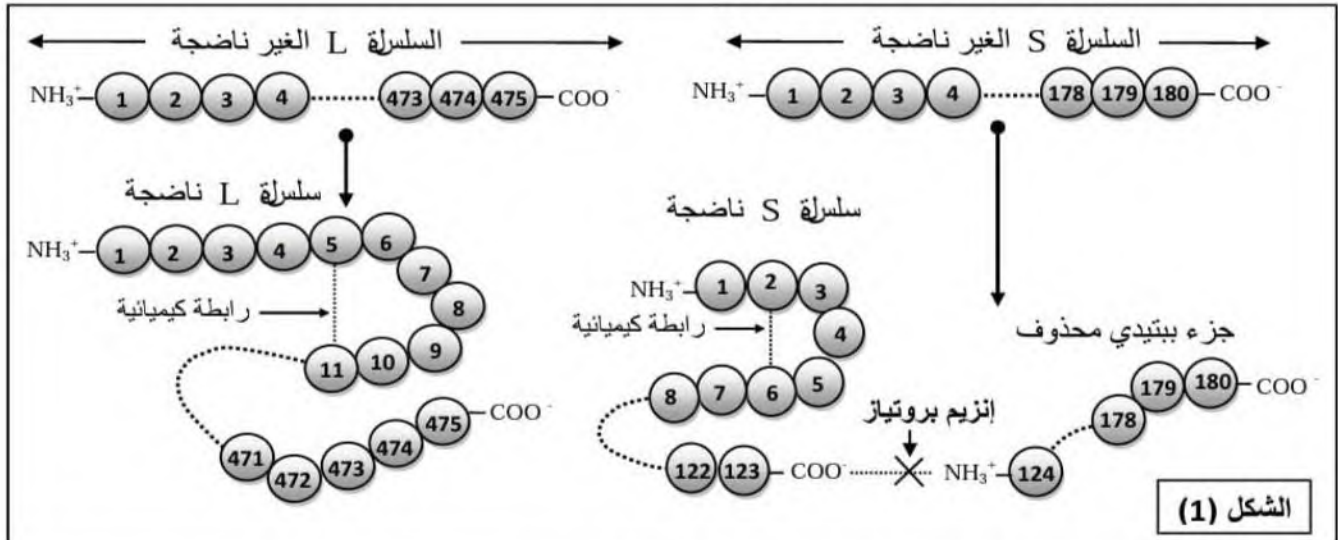 السلسلة S الغير ناضجة
السلسلة L الغير ناضجة
NH₃⁺ 1 2 3 4 ........ 473 474 475 COO⁻
NH₃⁺ 1 2 3 4 ........ 178 179 180 COO⁻
سلسلة L ناضجة
سلسلة S ناضجة
NH₃⁺ 1 2 3 4 5 6 7 8 9 10 11
رابطة كيميائية
471 472 473 474 475 COO⁻
NH₃⁺ 1 2 3 4 5 6 7 8
رابطة كيميائية
122 123 COO⁻
جزء ببتيدي محذوف
إنزيم بروتياز
NH₃⁺ 124 178 179 180 COO⁻
الشكل (1)